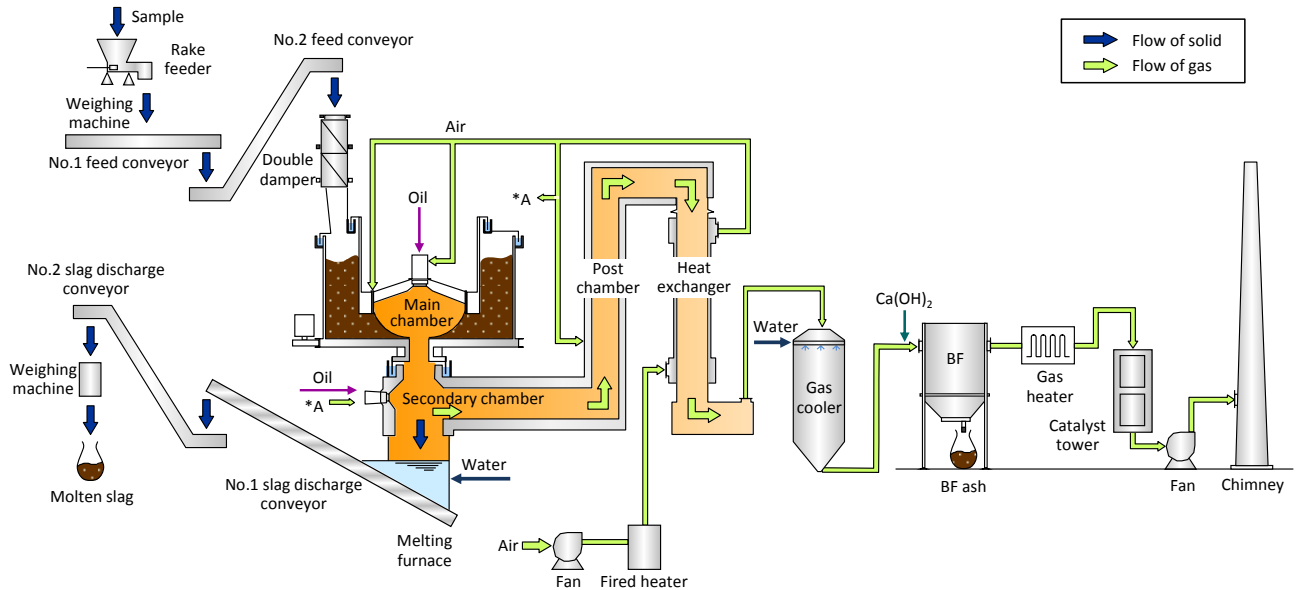 Sample
Rake
feeder
Weighing
machine
No.1 feed conveyor
No.2 feed conveyor
Double
damper
Air
Oil
*A
Flow of solid
Flow of gas
Main
chamber
Post
chamber
Heat
exchanger
No.2 slag discharge
conveyor
Weighing
machine
Molten slag
Oil
*A
Secondary chamber
Water
No.1 slag discharge
conveyor
Melting
furnace
Air
Fan
Fired heater
Water
Gas
cooler
Ca(OH)₂
BF
BF ash
Gas
heater
Catalyst
tower
Fan
Chimney